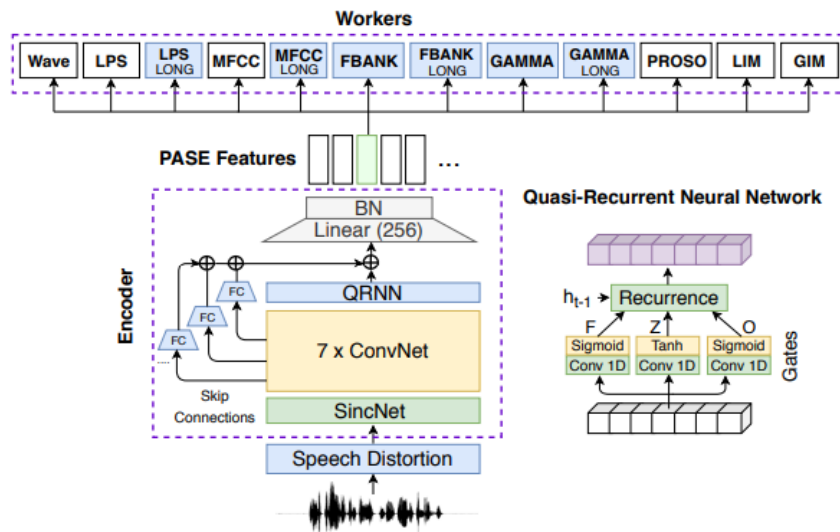 Workers
Wave
LPS
LPS
LONG
MFCC
MFCC
LONG
FBANK
FBANK
LONG
GAMMA
GAMMA
LONG
PROSO
LIM
GIM
PASE Features
...
Encoder
BN
Linear (256)
QRNN
FC
FC
FC
.....
7 x ConvNet
Skip
Connections
SincNet
Speech Distortion
Quasi-Recurrent Neural Network
h_{t-1}
Recurrence
F
Z
O
Sigmoid
Tanh
Sigmoid
Conv 1D
Conv 1D
Conv 1D
Gates